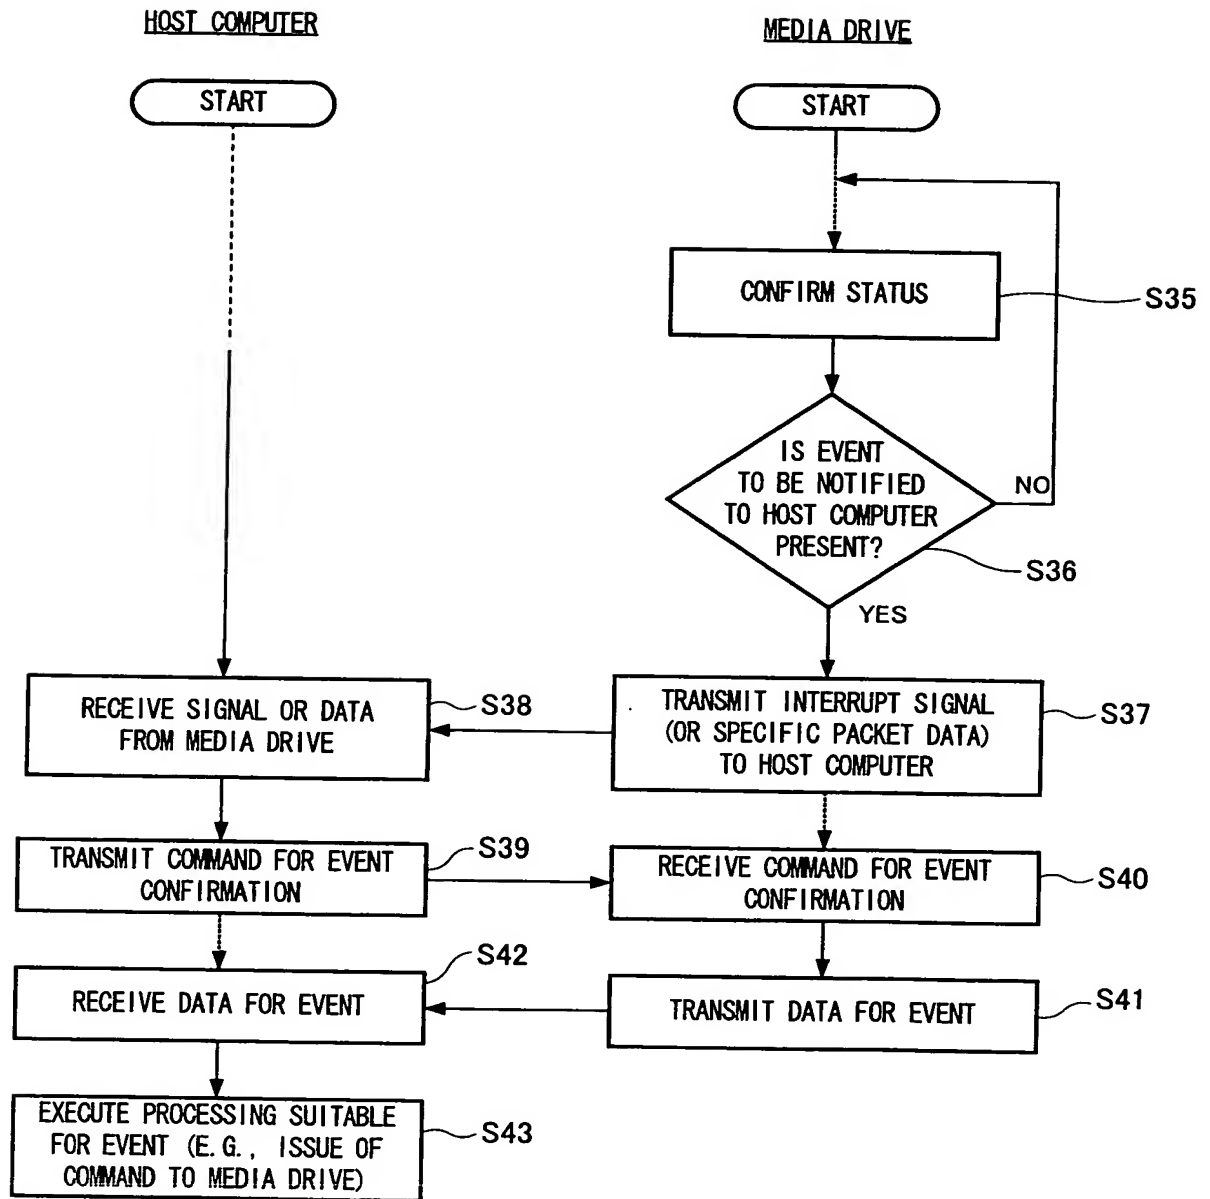 HOST COMPUTER
MEDIA DRIVE
START
START
CONFIRM STATUS
S35
IS EVENT
TO BE NOTIFIED
TO HOST COMPUTER
PRESENT?
NO
S36
YES
RECEIVE SIGNAL OR DATA
FROM MEDIA DRIVE
S38
TRANSMIT INTERRUPT SIGNAL
(OR SPECIFIC PACKET DATA)
TO HOST COMPUTER
S37
TRANSMIT COMMAND FOR EVENT
CONFIRMATION
S39
RECEIVE COMMAND FOR EVENT
CONFIRMATION
S40
RECEIVE DATA FOR EVENT
S42
TRANSMIT DATA FOR EVENT
S41
EXECUTE PROCESSING SUITABLE
FOR EVENT (E.G., ISSUE OF
COMMAND TO MEDIA DRIVE)
S43